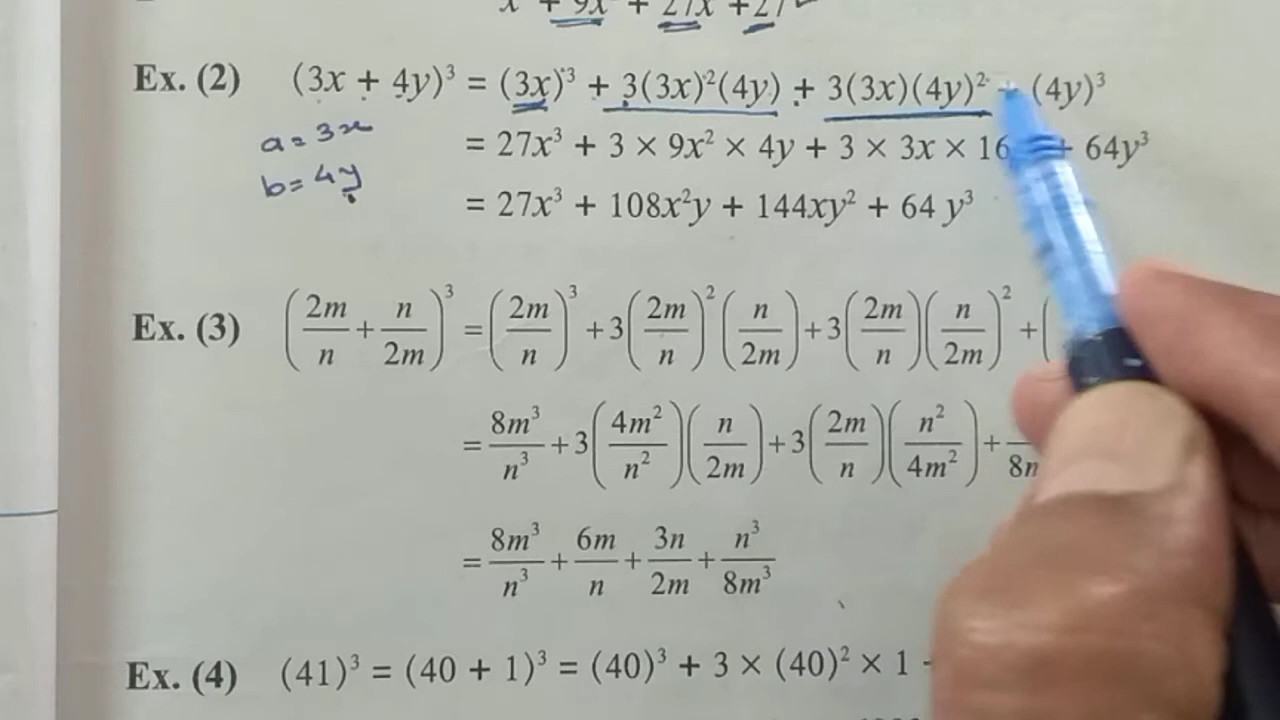 x + 9x + 27x + 27
Ex. (2) (3x + 4y)³ = (3x)³ + 3(3x)²(4y) + 3(3x)(4y)² + (4y)³
a = 3x
= 27x³ + 3 × 9x² × 4y + 3 × 3x × 16 + 64y³
b = 4y
= 27x³ + 108x²y + 144xy² + 64 y³
Ex. (3) (2m/n + n/2m)³ = (2m/n)³ + 3(2m/n)²(n/2m) + 3(2m/n)(n/2m)² + (
= 8m³/n³ + 3(4m²/n²)(n/2m) + 3(2m/n)(n²/4m²) +
= 8m³/n³ + 6m/n + 3n/2m + n³/8m³
Ex. (4) (41)³ = (40 + 1)³ = (40)³ + 3 × (40)² × 1